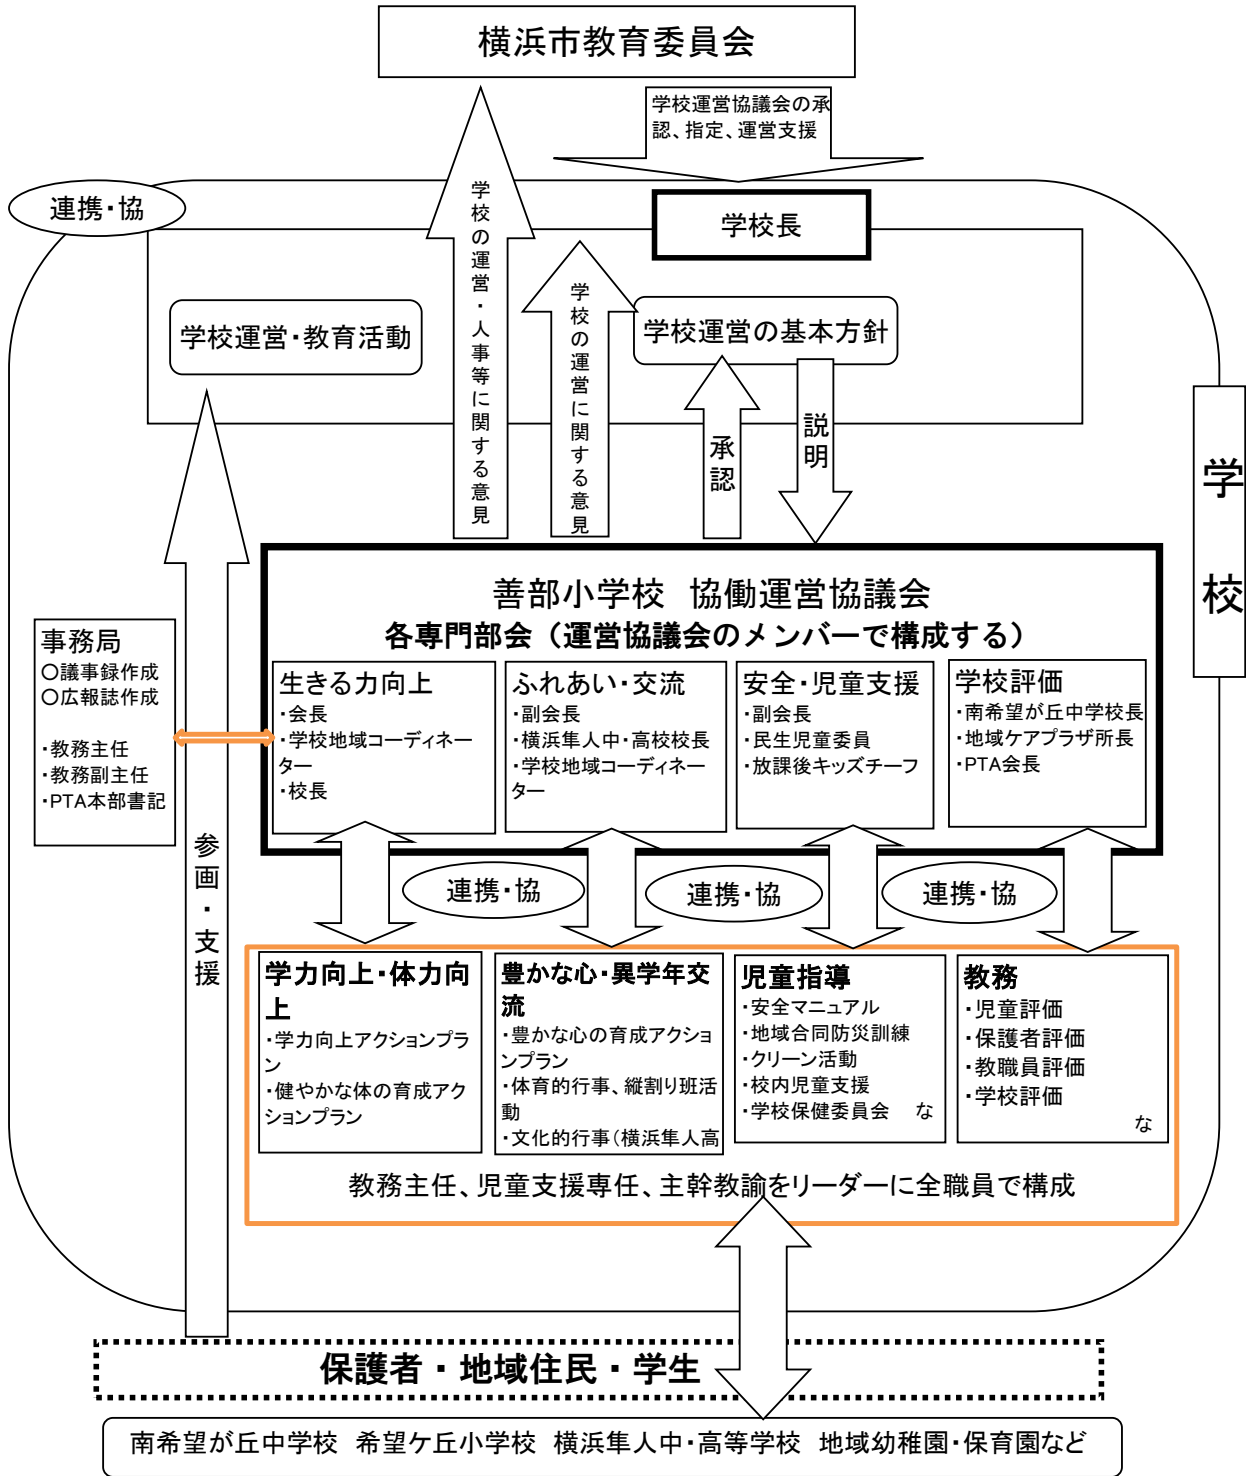 横浜市教育委員会
学校運営協議会の承
認、指定、運営支援
連携・協
学校長
学校の運営・人事等に関する意見
学校の運営に関する意見
学校運営・教育活動
学校運営の基本方針
承認
説明
学校
善部小学校　協働運営協議会
各専門部会（運営協議会のメンバーで構成する）
事務局
○議事録作成
○広報誌作成
・教務主任
・教務副主任
・PTA本部書記
生きる力向上
・会長
・学校地域コーディネー
ター
・校長
ふれあい・交流
・副会長
・横浜隼人中・高校校長
・学校地域コーディネー
ター
安全・児童支援
・副会長
・民生児童委員
・放課後キッズチーフ
学校評価
・南希望が丘中学校長
・地域ケアプラザ所長
・PTA会長
参画・支援
連携・協
連携・協
連携・協
学力向上・体力向
上
・学力向上アクションプラ
ン
・健やかな体の育成アク
ションプラン
豊かな心・異学年交
流
・豊かな心の育成アクショ
ンプラン
・体育的行事、縦割り班活
動
・文化的行事（横浜隼人高
児童指導
・安全マニュアル
・地域合同防災訓練
・クリーン活動
・校内児童支援
・学校保健委員会　な
教務
・児童評価
・保護者評価
・教職員評価
・学校評価
な
教務主任、児童支援専任、主幹教諭をリーダーに全職員で構成
保護者・地域住民・学生
南希望が丘中学校　希望ケ丘小学校　横浜隼人中・高等学校　地域幼稚園・保育園など